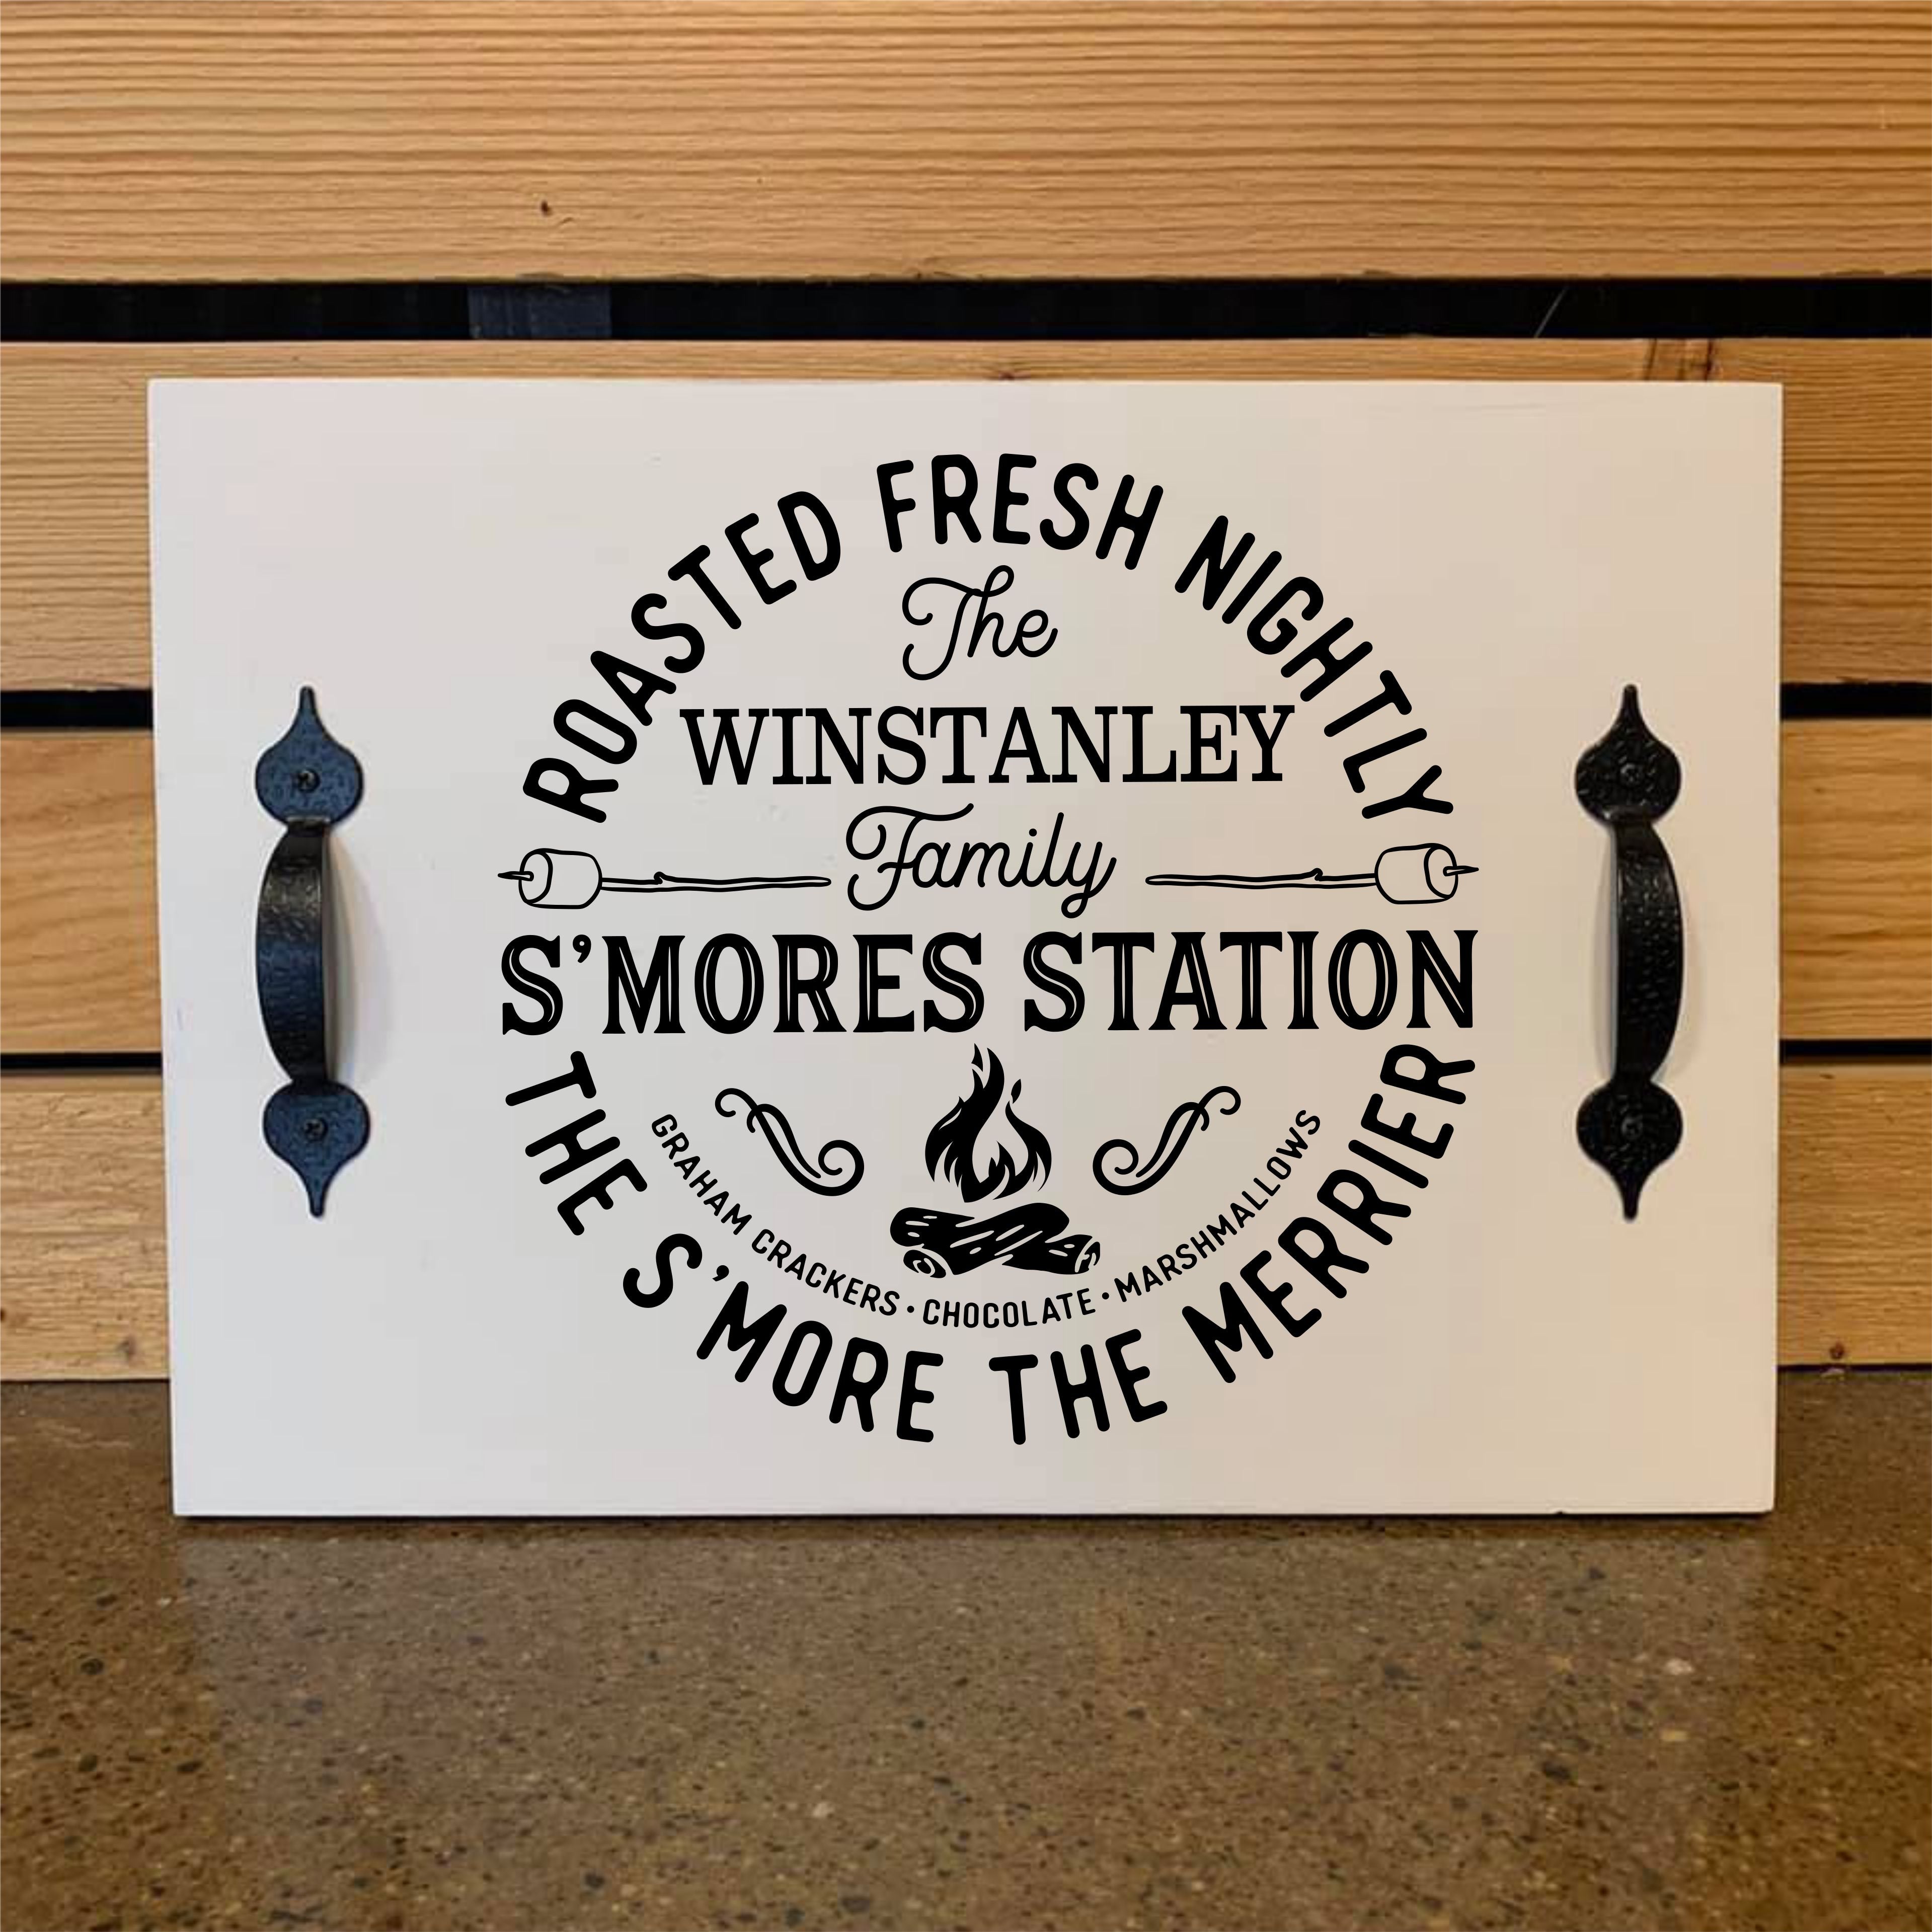 ROASTED FRESH NIGHTLY
The
WINSTANLEY
Family
S’MORES STATION
GRAHAM CRACKERS • CHOCOLATE • MARSHMALLOWS
THE S’MORE THE MERRIER